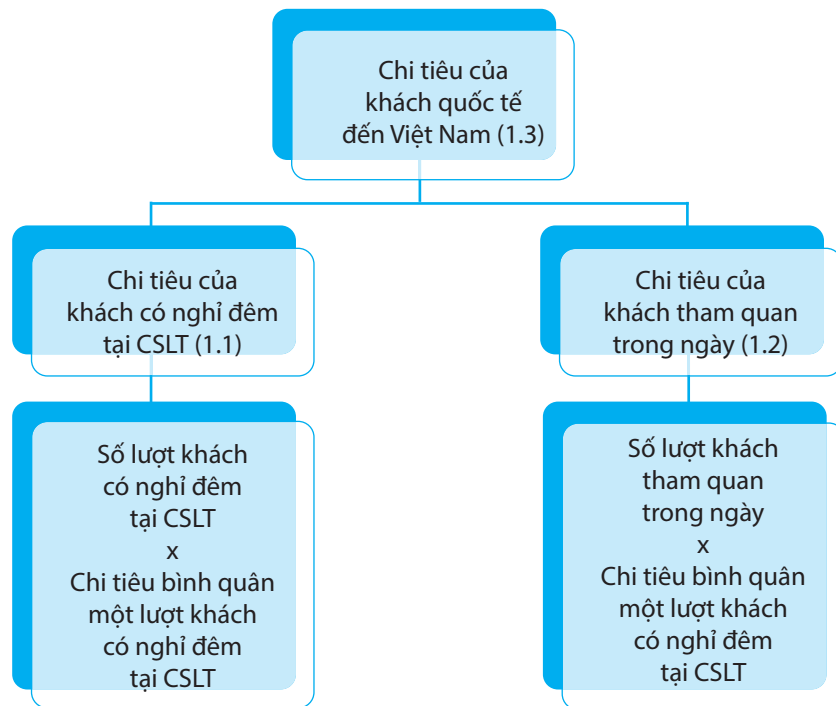 Chi tiêu của
khách quốc tế
đến Việt Nam (1.3)
Chi tiêu của
khách có nghỉ đêm
tại CSLT (1.1)
Chi tiêu của
khách tham quan
trong ngày (1.2)
Số lượt khách
có nghỉ đêm
tại CSLT
x
Chi tiêu bình quân
một lượt khách
có nghỉ đêm
tại CSLT
Số lượt khách
tham quan
trong ngày
x
Chi tiêu bình quân
một lượt khách
có nghỉ đêm
tại CSLT